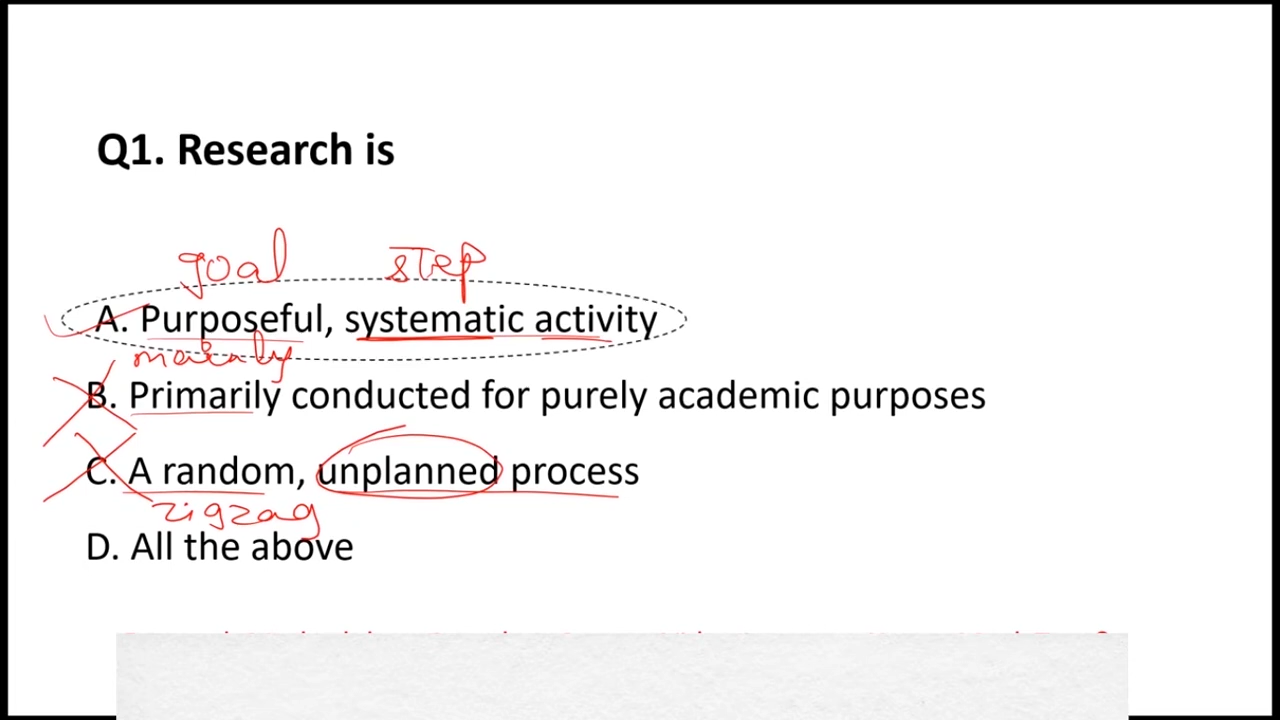 Q1. Research is
goal step
A. Purposeful, systematic activity
mainly
B. Primarily conducted for purely academic purposes
C. A random, unplanned process
zigzag
D. All the above